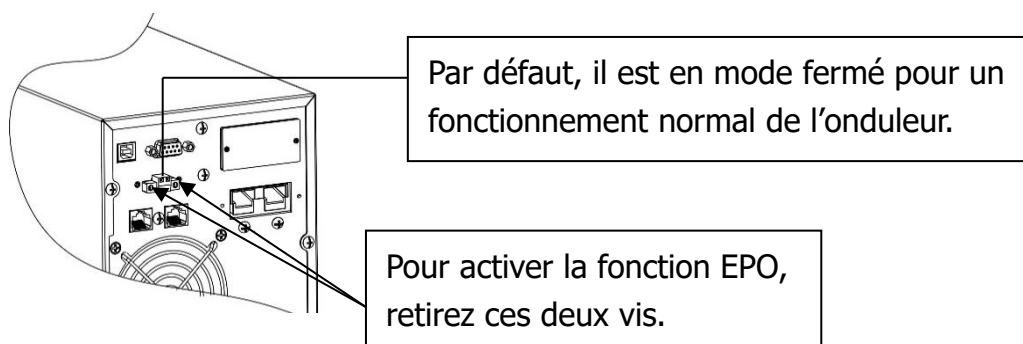 Par défaut, il est en mode fermé pour un
fonctionnement normal de l’onduleur.
Pour activer la fonction EPO,
retirez ces deux vis.